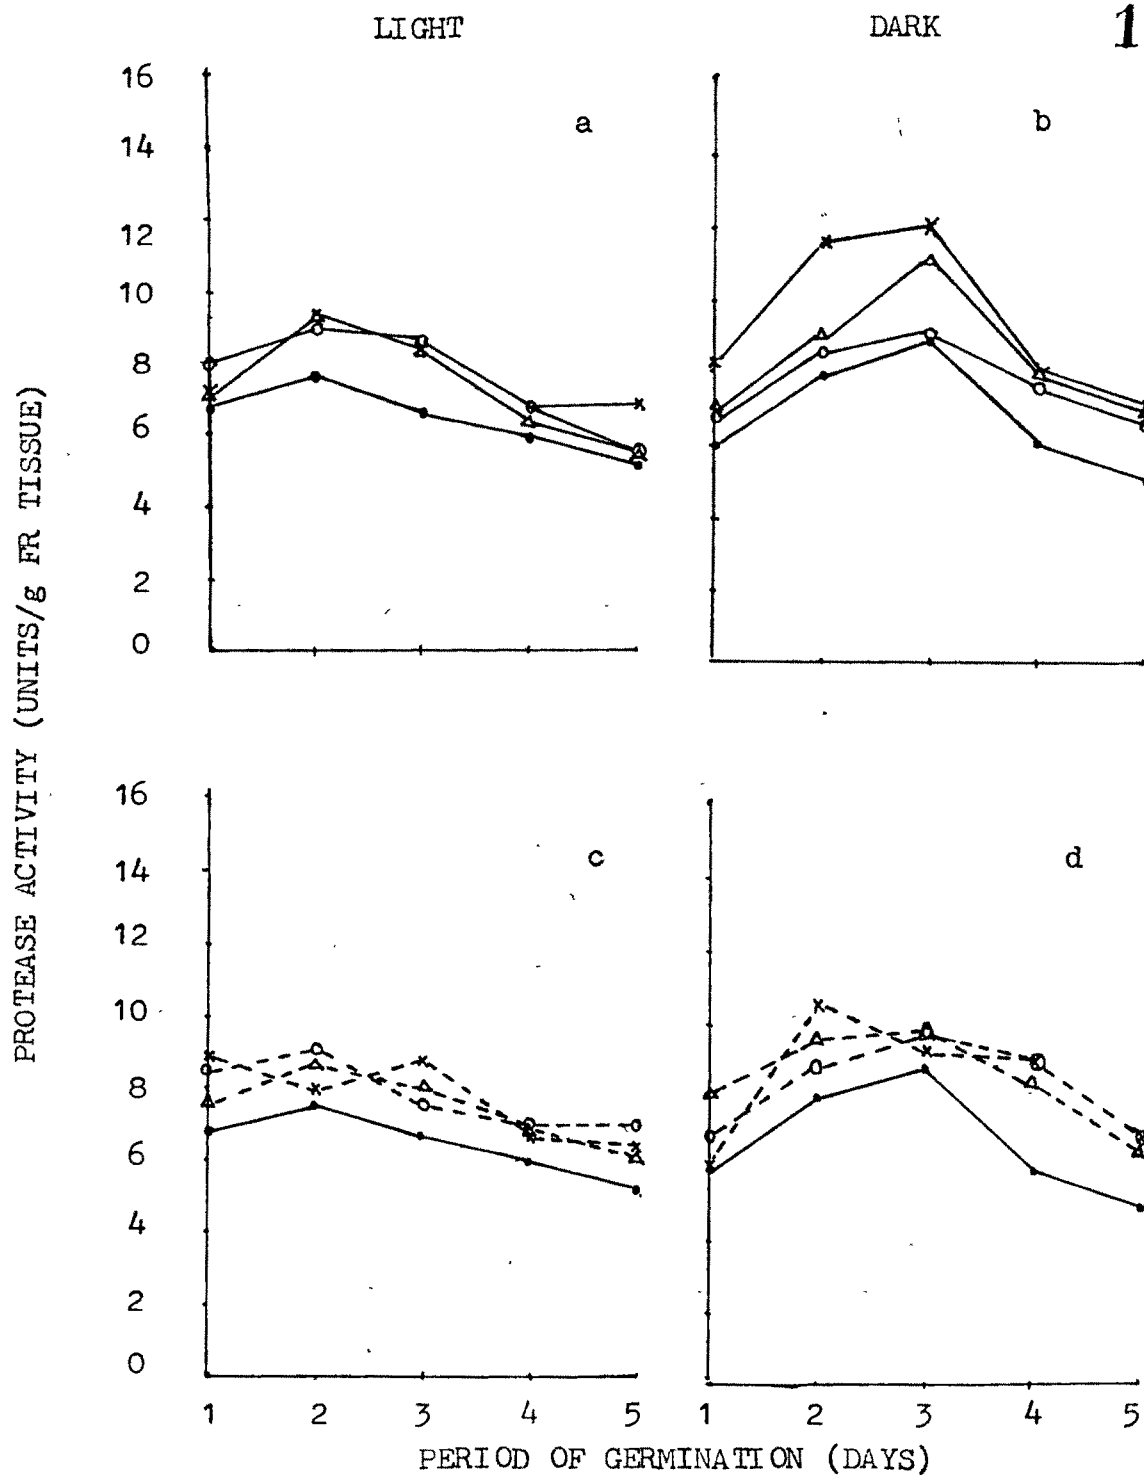 LIGHT
DARK
1
16
14
12
10
8
6
4
2
0
a
b
PROTEASE ACTIVITY (UNITS/g FR TISSUE)
16
14
12
10
8
6
4
2
0
c
d
1 2 3 4 5
1 2 3 4 5
PERIOD OF GERMINATION (DAYS)